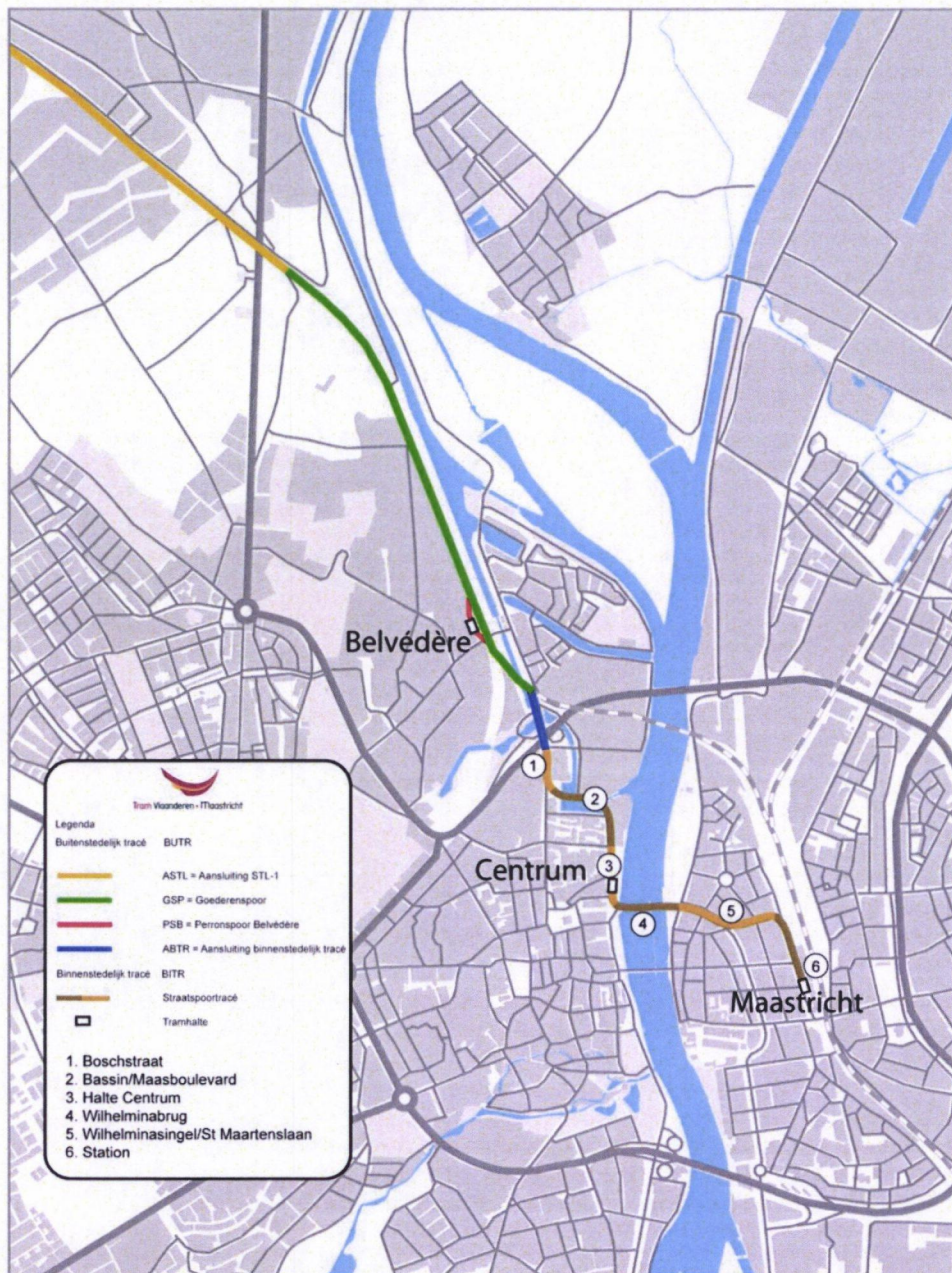 Belvédère
1
2
Centrum
3
4
5
6
Maastricht
Tram Vlaanderen - Maastricht
Legenda
Buitenstedelijk tracé BUTR
ASTL = Aansluiting STL-1
GSP = Goederenspoor
PSB = Perronspoor Belvédère
ABTR = Aansluiting binnenstedelijk tracé
Binnenstedelijk tracé BITR
Straatspoortracé
Tramhalte
1. Boschstraat
2. Bassin/Maasboulevard
3. Halte Centrum
4. Wilhelminabrug
5. Wilhelminasingel/St Maartenslaan
6. Station